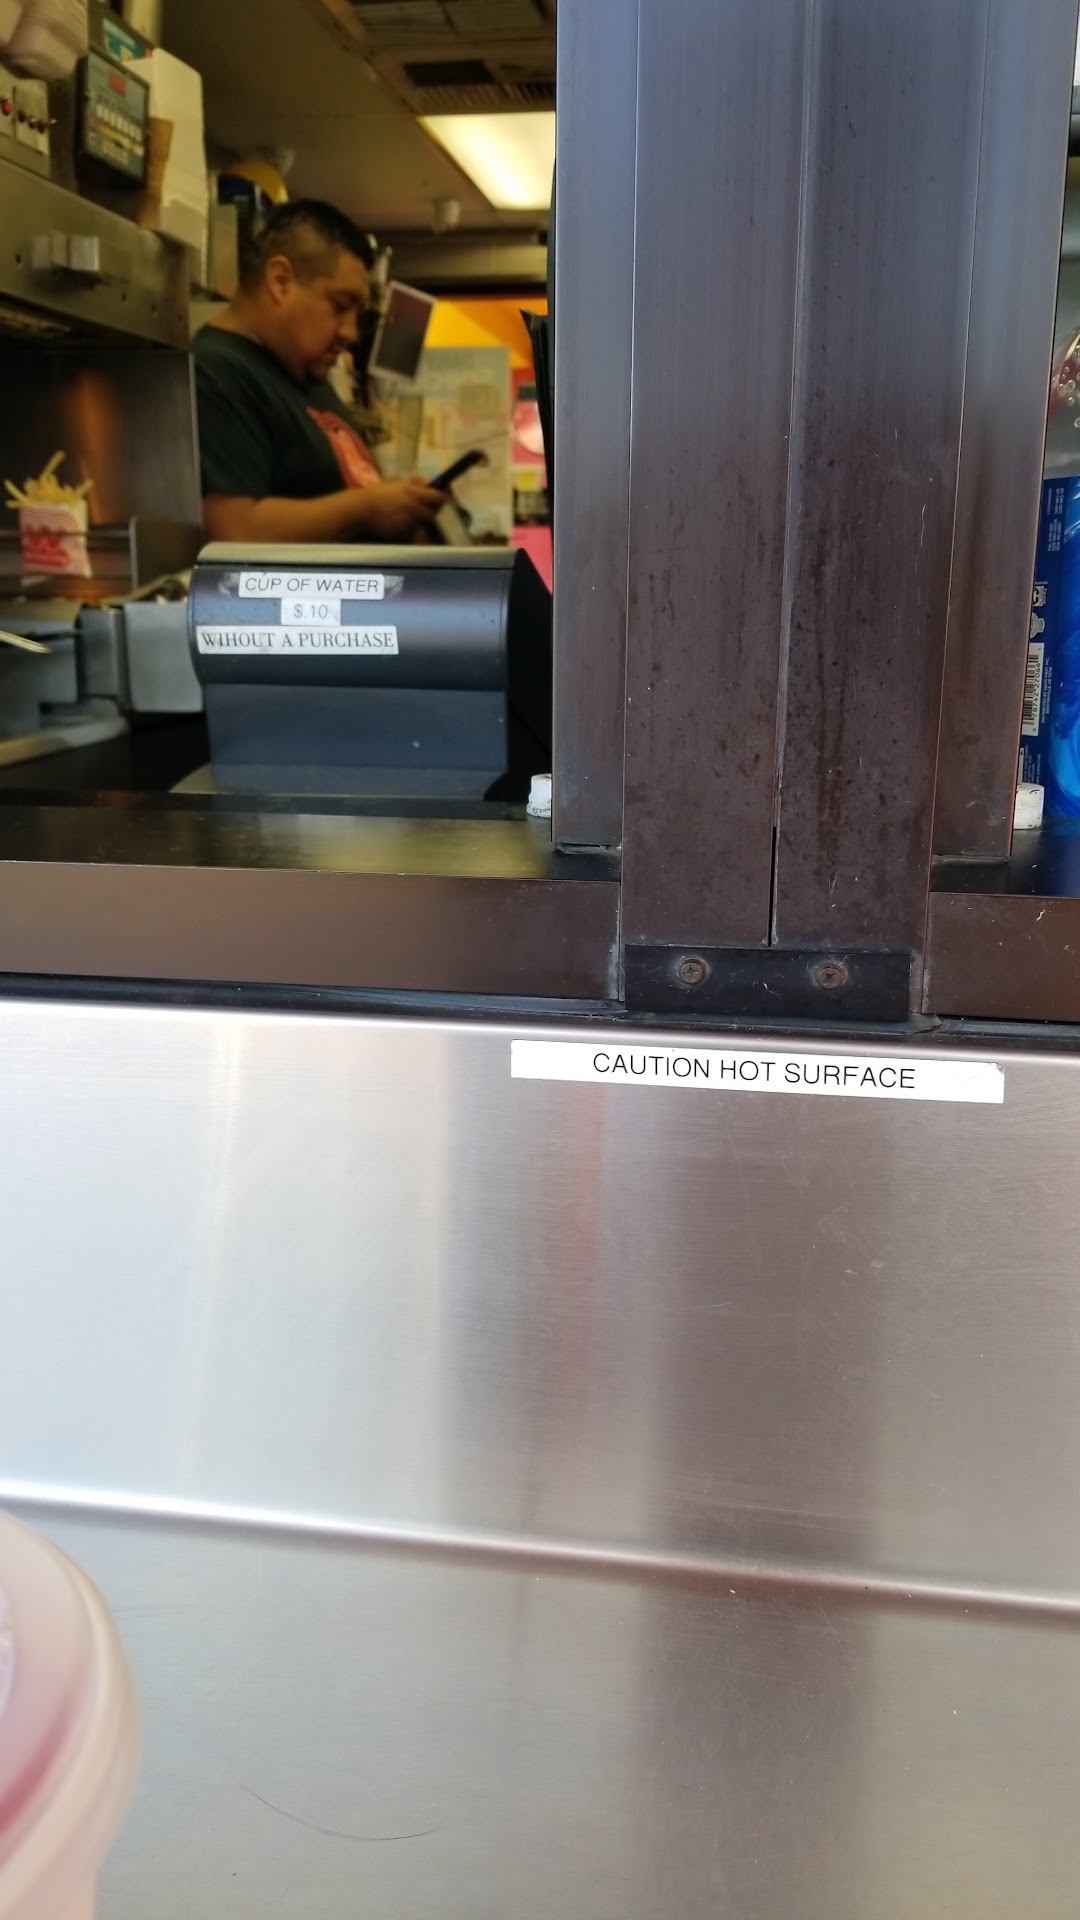 CUP OF WATER
$.10
WIHOUT A PURCHASE
CAUTION HOT SURFACE